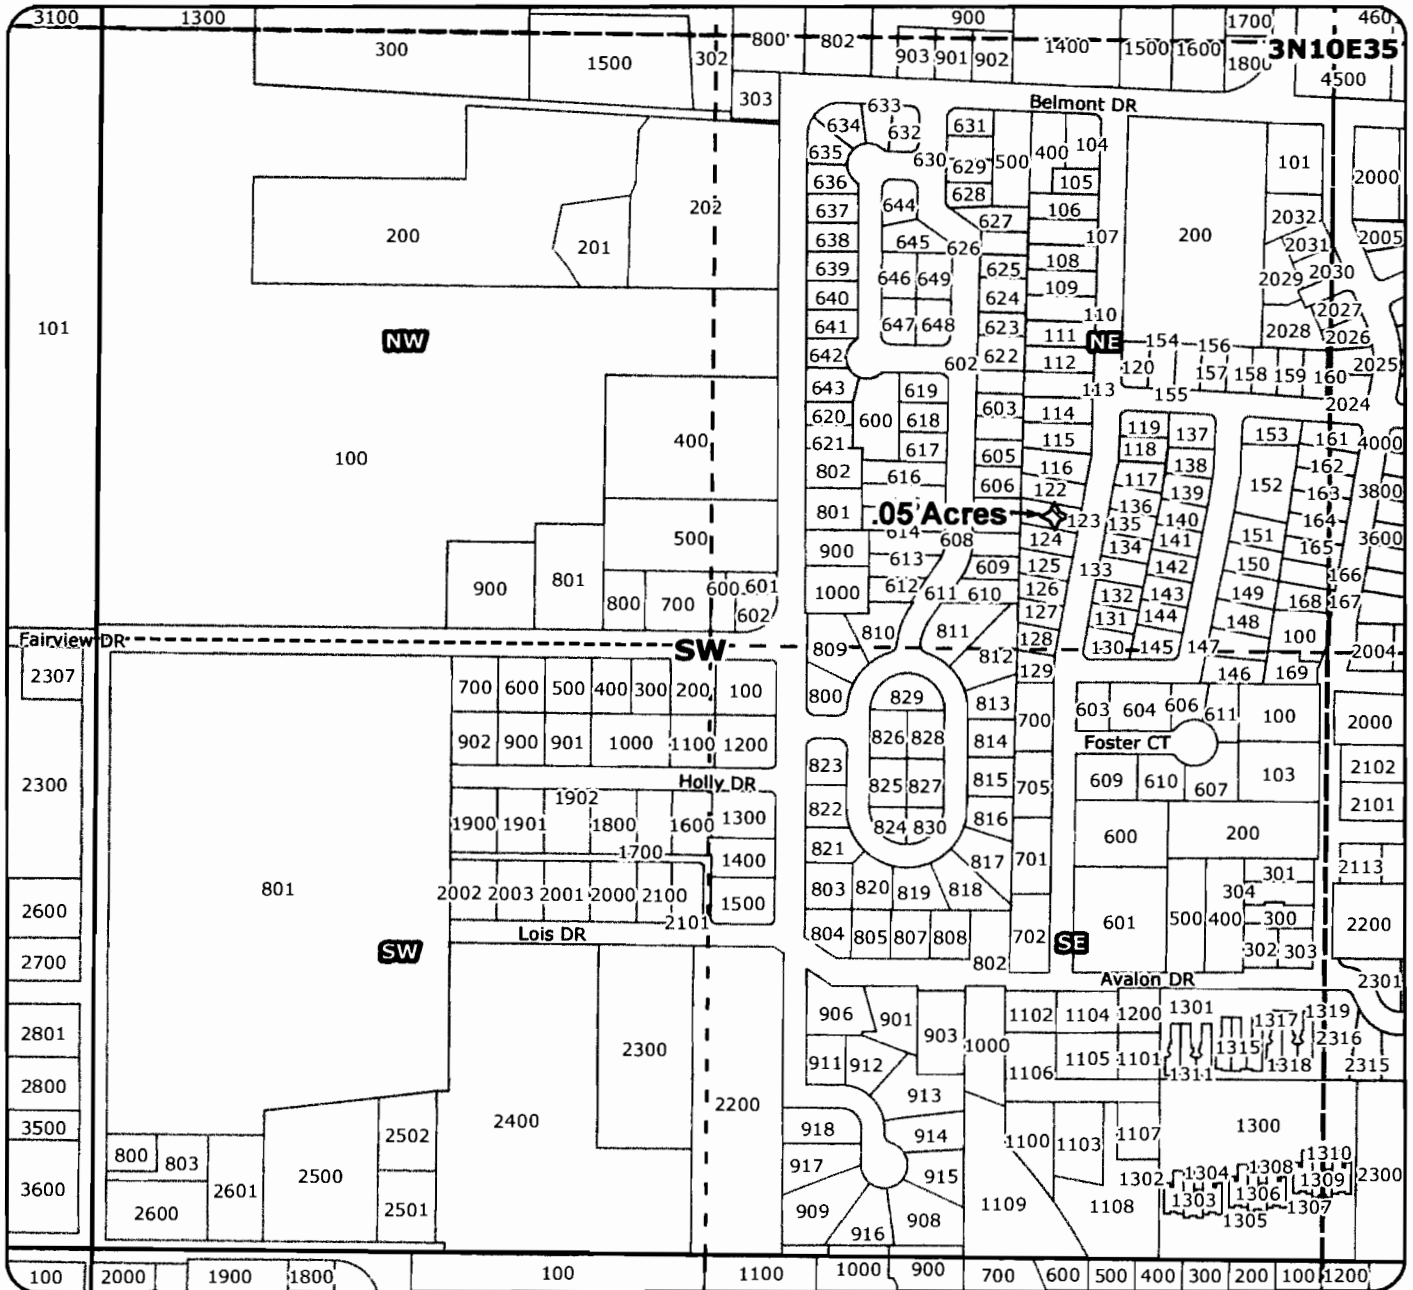 3100 1300 900 1700 460
300 1500 302 800 802 903 901 902 1400 1500 1600 1800 3N10E35
4500
303
Belmont DR
633 634 632 631 635 630 629 500 400 104 101 2000
636 628 105
637 644 627 106 2032
200 201 202 638 645 626 107 200 2031 2005
639 646 649 625 108 2029 2030
640 624 109
641 647 648 623 110 2028 2027
101 NW 642 602 622 111 NE 154 156 2026
112 120 157 158 159 160 2025
643 619 113 155 2024
620 600 618 603 114 119 137 153 161 4000
400 621 617 605 115 118 138 162
100 802 616 606 116 117 139 152 163 3800
122 136
801 .05 Acres 123 135 140 164
500 614 608 124 134 141 151 165 3600
900 613 609 125 133 142 150 166
900 801 800 700 600 601 602 1000 612 611 610 126 132 143 149 168 167
127 131 144 148 100
Fairview DR SW 809 810 811 812 128 130 145 147 2004
2307 129 146 169
700 600 500 400 300 200 100 800 829 813 700 603 604 606 611 100 2000
902 900 901 1000 1100 1200 826 828 814 Foster CT
2300 Holly DR 823 825 827 815 705 609 610 607 103 2102
1902 822 816 2101
1900 1901 1800 1600 1300 824 830 600 200
1700 1400 821 817 701 301 2113
801 2002 2003 2001 2000 2100 1500 803 820 819 818 304
2600 2101 601 500 400 300 2200
Lois DR 804 805 807 808 702 SE 302 303
2700 SW 802
Avalon DR 2301
906 901 903 1102 1104 1200 1301 1317 1319
2801 2300 1000 1315 2316
911 912 1106 1105 1101 1311 1318 2315
2800 913
3500 2502 2400 2200 918 914 1100 1103 1107 1300
800 803 917 915 1310
3600 2500 1302 1304 1308 1309 2300
2601 1303 1306
2600 2501 909 908 1109 1108 1305 1307
916
100 2000 1900 1800 100 1100 1000 900 700 600 500 400 300 200 100 1200